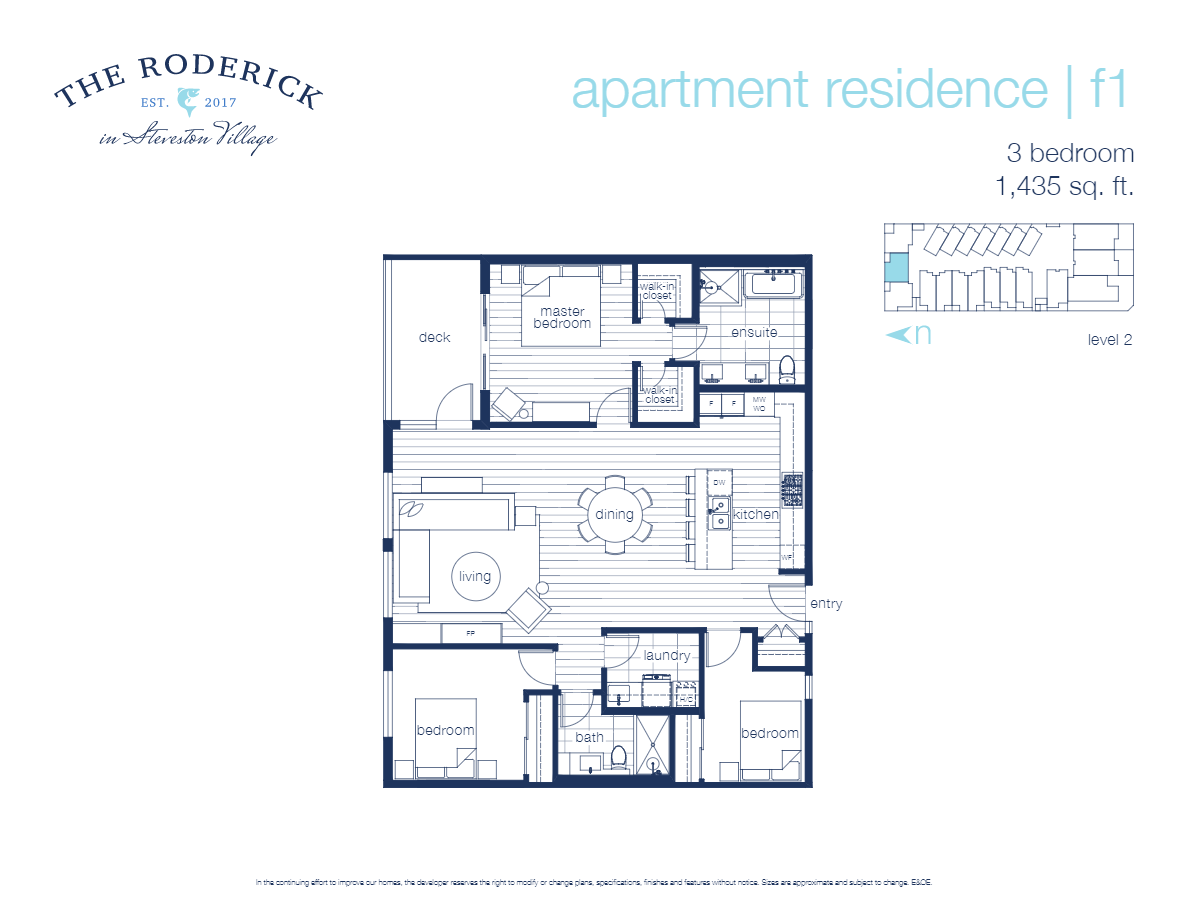 THE RODERICK
EST. 2017
in Steveston Village
apartment residence | f1
3 bedroom
1,435 sq. ft.
n
level 2
deck
master
bedroom
walk-in
closet
ensuite
walk-in
closet
F F MW
WO
DW
dining
kitchen
living
WF
entry
FP
laundry
H/C
bedroom
bath
bedroom
In the continuing effort to improve our homes, the developer reserves the right to modify or change plans, specifications, finishes and features without notice. Sizes are approximate and subject to change. E&OE.